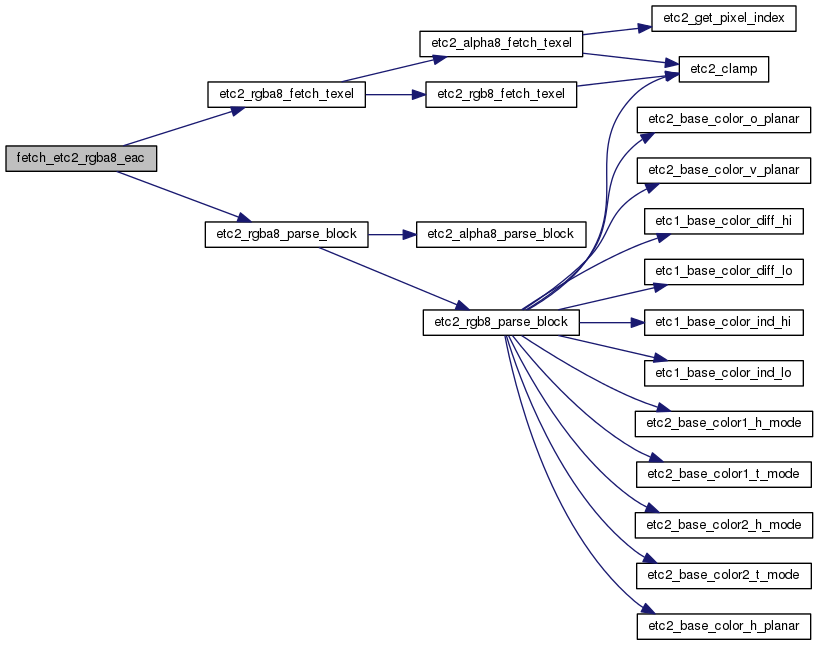 fetch_etc2_rgba8_eac
etc2_rgba8_fetch_texel
etc2_rgba8_parse_block
etc2_alpha8_fetch_texel
etc2_rgb8_fetch_texel
etc2_alpha8_parse_block
etc2_rgb8_parse_block
etc2_get_pixel_index
etc2_clamp
etc2_base_color_o_planar
etc2_base_color_v_planar
etc1_base_color_diff_hi
etc1_base_color_diff_lo
etc1_base_color_ind_hi
etc1_base_color_ind_lo
etc2_base_color1_h_mode
etc2_base_color1_t_mode
etc2_base_color2_h_mode
etc2_base_color2_t_mode
etc2_base_color_h_planar